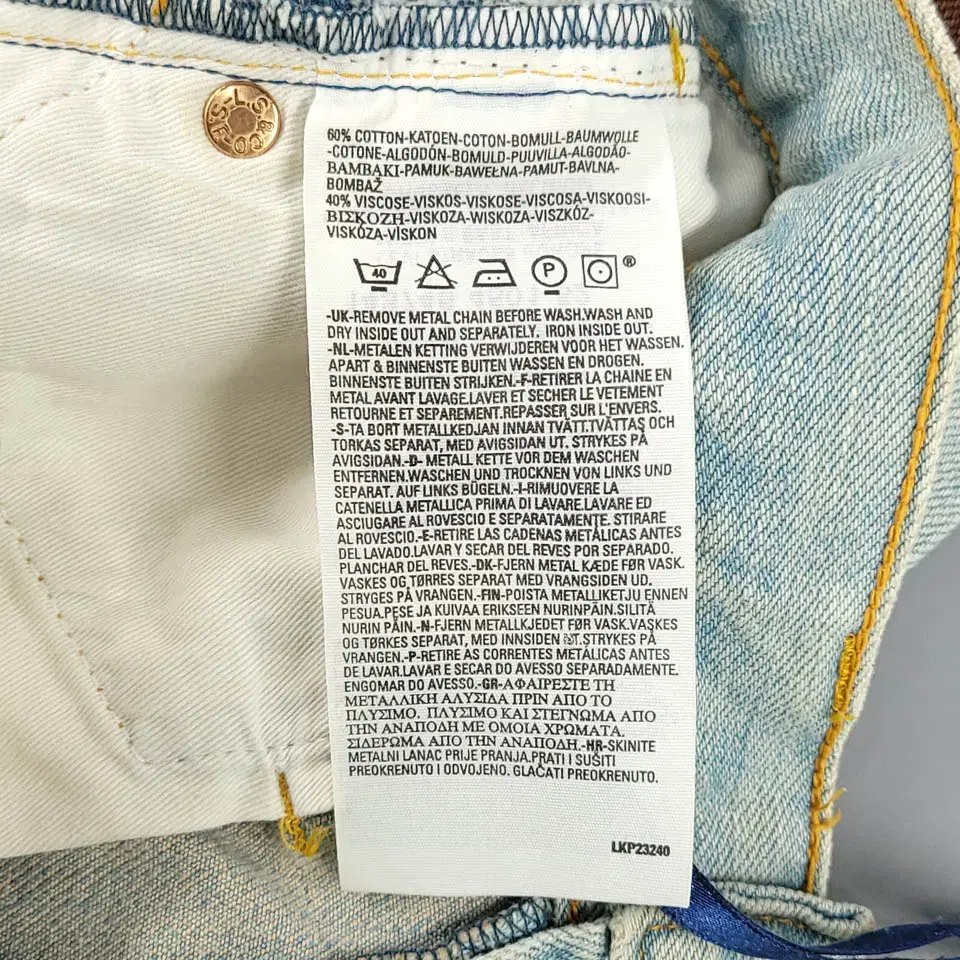 L.S.&CO.-S.F.-
60% COTTON-KATOEN-COTON-BOMULL-BAUMWOLLE
-COTONE-ALGODÓN-BOMULD-PUUVILLA-ALGODÃO-
ΒΑΜΒΑΚΙ-PAMUK-BAWEŁNA-PAMUT-BAVLNA-
BOMBAŽ
40% VISCOSE-VISKOS-VISKOSE-VISCOSA-VISKOOSI-
ΒΙΣΚΟΖΗ-VISKOZA-WISKOZA-VISZKÓZ-
VISKÓZA-VİSKON
40 P ®
-UK-REMOVE METAL CHAIN BEFORE WASH.WASH AND
DRY INSIDE OUT AND SEPARATELY. IRON INSIDE OUT.
-NL-METALEN KETTING VERWIJDEREN VOOR HET WASSEN.
APART & BINNENSTE BUITEN WASSEN EN DROGEN.
BINNENSTE BUITEN STRIJKEN.-F-RETIRER LA CHAINE EN
METAL AVANT LAVAGE.LAVER ET SECHER LE VETEMENT
RETOURNE ET SEPAREMENT.REPASSER SUR L'ENVERS.
-S-TA BORT METALLKEDJAN INNAN TVÄTT.TVÄTTAS OCH
TORKAS SEPARAT, MED AVIGSIDAN UT. STRYKES PÅ
AVIGSIDAN.-D- METALL KETTE VOR DEM WASCHEN
ENTFERNEN.WASCHEN UND TROCKNEN VON LINKS UND
SEPARAT. AUF LINKS BÜGELN.-I-RIMUOVERE LA
CATENELLA METALLICA PRIMA DI LAVARE.LAVARE ED
ASCIUGARE AL ROVESCIO E SEPARATAMENTE. STIRARE
AL ROVESCIO.-E-RETIRE LAS CADENAS METÁLICAS ANTES
DEL LAVADO.LAVAR Y SECAR DEL REVES POR SEPARADO.
PLANCHAR DEL REVES.-DK-FJERN METAL KÆDE FØR VASK.
VASKES OG TØRRES SEPARAT MED VRANGSIDEN UD.
STRYGES PÅ VRANGEN.-FIN-POISTA METALLIKETJU ENNEN
PESUA.PESE JA KUIVAA ERIKSEEN NURINPÄIN.SILITÄ
NURIN PÄIN.-N-FJERN METALLKJEDET FØR VASK.VASKES
OG TØRKES SEPARAT, MED INNSIDEN UT.STRYKES PÅ
VRANGEN.-P-RETIRE AS CORRENTES METÁLICAS ANTES
DE LAVAR.LAVAR E SECAR DO AVESSO SEPARADAMENTE.
ENGOMAR DO AVESSO.-GR-ΑΦΑΙΡΕΣΤΕ ΤΗ
ΜΕΤΑΛΛΙΚΗ ΑΛΥΣΙΔΑ ΠΡΙΝ ΑΠΟ ΤΟ
ΠΛΥΣΙΜΟ. ΠΛΥΣΙΜΟ ΚΑΙ ΣΤΕΓΝΩΜΑ ΑΠΟ
ΤΗΝ ΑΝΑΠΟΔΗ ΜΕ ΟΜΟΙΑ ΧΡΩΜΑΤΑ.
ΣΙΔΕΡΩΜΑ ΑΠΟ ΤΗΝ ΑΝΑΠΟΔΗ.-HR-SKINITE
METALNI LANAC PRIJE PRANJA.PRATI I SUŠITI
PREOKRENUTO I ODVOJENO. GLAČATI PREOKRENUTO.
LKP23240